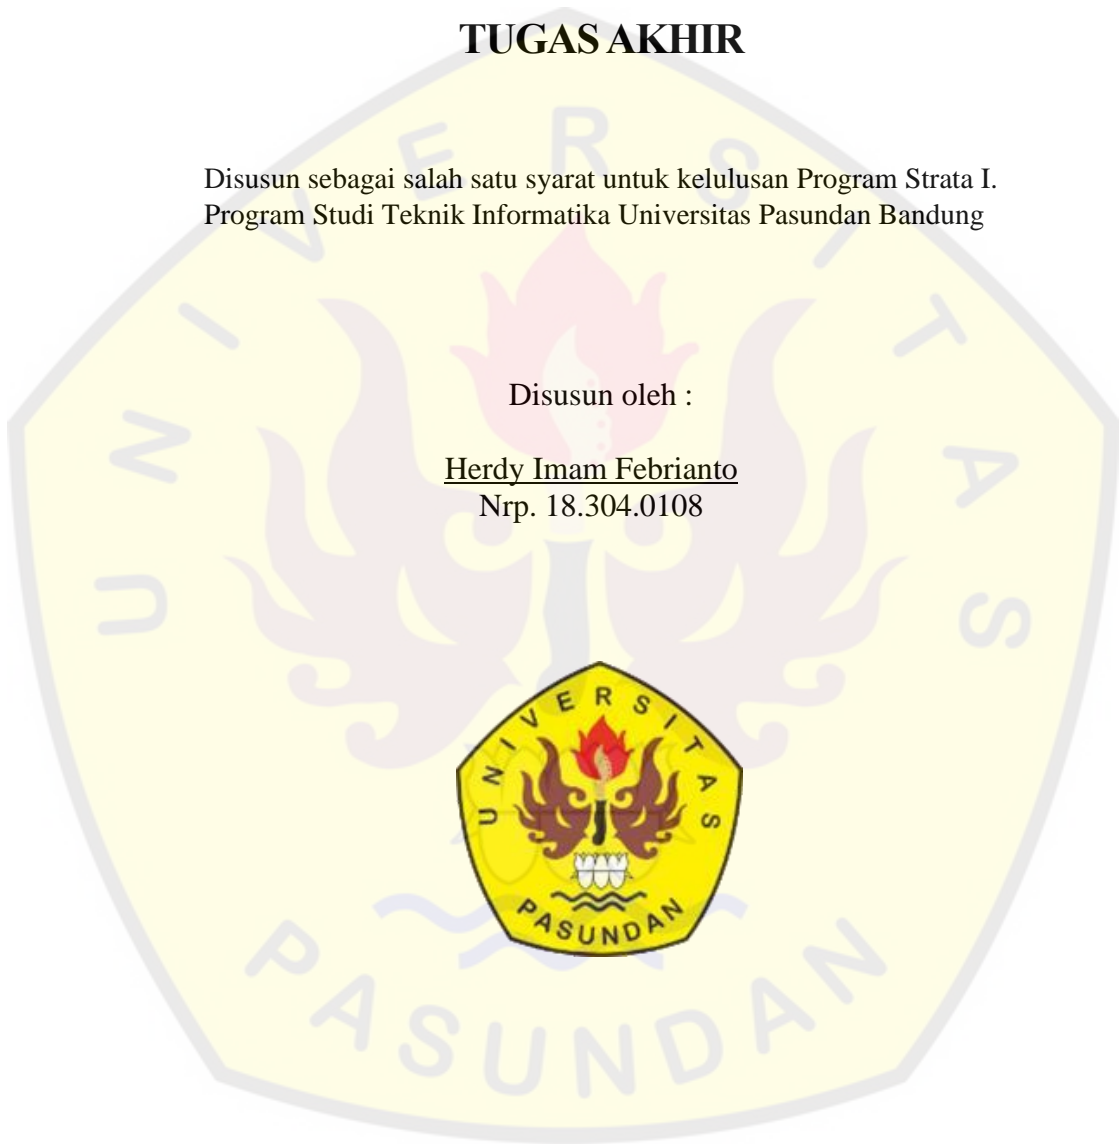 TUGAS AKHIR
Disusun sebagai salah satu syarat untuk kelulusan Program Strata I.
Program Studi Teknik Informatika Universitas Pasundan Bandung
Disusun oleh :
Herdy Imam Febrianto
Nrp. 18.304.0108
UNIVERSITAS
PASUNDAN
UNIVERSITAS
PASUNDAN